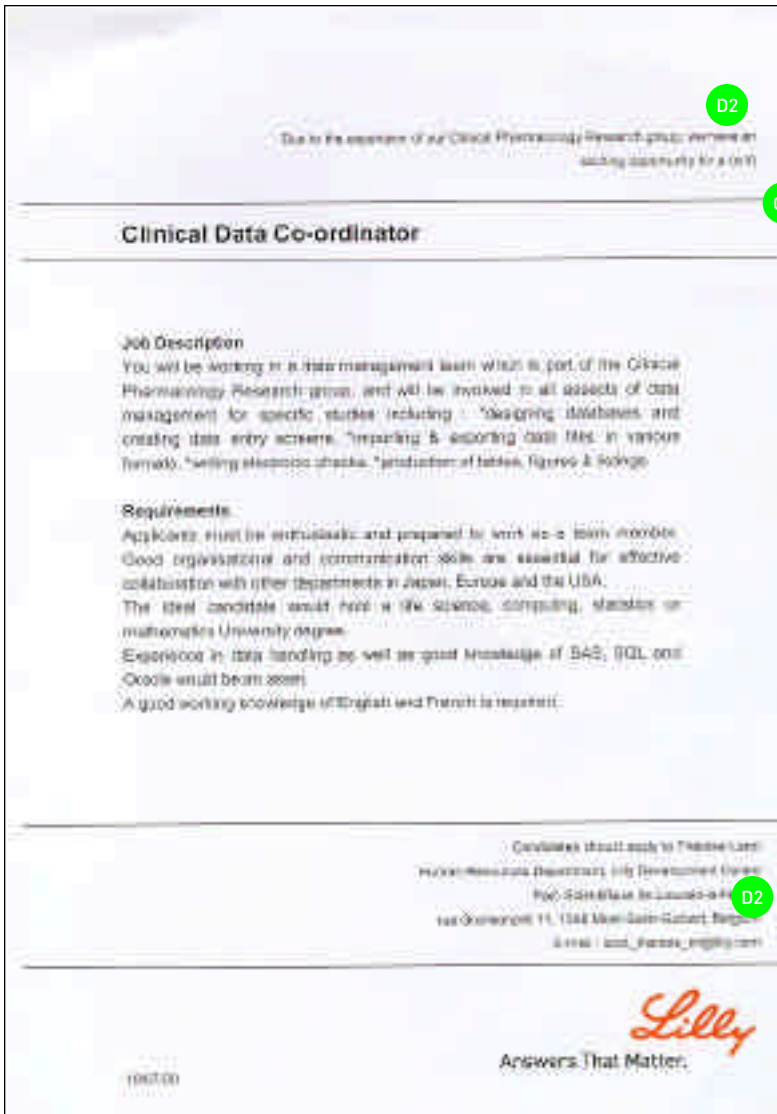 D2
Due to the expansion of our Clinical Pharmacology Research group, we have an
exciting opportunity for a (m/f)
Clinical Data Co-ordinator
Job Description
You will be working in a data management team which is part of the Clinical
Pharmacology Research group, and will be involved in all aspects of data
management for specific studies including : *designing databases and
creating data entry screens, *importing & exporting data files in various
formats, *writing electronic checks, *production of tables, figures & listings.
Requirements
Applicants must be enthusiastic and prepared to work as a team member.
Good organisational and communication skills are essential for effective
collaboration with other departments in Japan, Europe and the USA.
The ideal candidate would hold a life science, computing, statistics or
mathematics University degree.
Experience in data handling as well as good knowledge of SAS, SQL and
Oracle would be an asset.
A good working knowledge of English and French is required.
Candidates should apply to Therese
Human Resources Department, Lilly Development Centre
Parc Scientifique de Louvain-la-
D2
rue 11, 1348 Mont-Saint-Guibert, Belgium
E-mail :
Lilly
Answers That Matter.